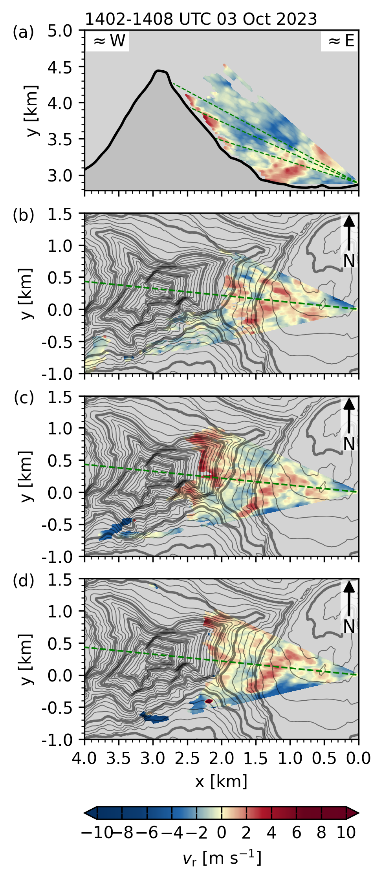 1402-1408 UTC 03 Oct 2023
(a)
≈ W
≈ E
5.0
4.5
4.0
3.5
3.0
y [km]
(b)
1.5
1.0
0.5
0.0
-0.5
-1.0
y [km]
N
(c)
1.5
1.0
0.5
0.0
-0.5
-1.0
y [km]
N
(d)
1.5
1.0
0.5
0.0
-0.5
-1.0
y [km]
N
4.0 3.5 3.0 2.5 2.0 1.5 1.0 0.5 0.0
x [km]
−10−8 −6 −4 −2 0 2 4 6 8 10
vr [m s−1]